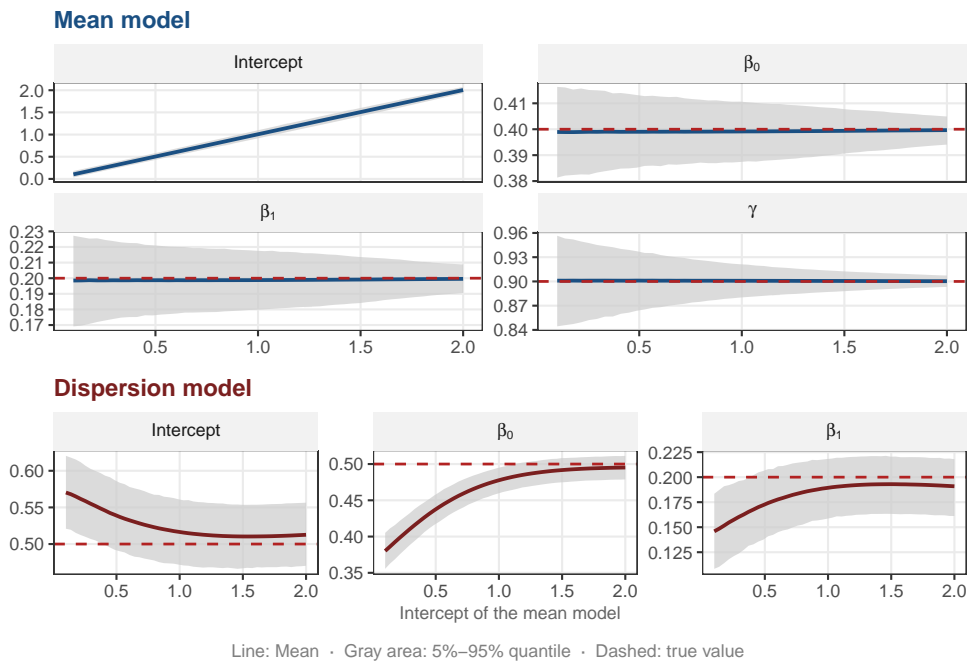 Mean model
Intercept
β0
2.0
1.5
1.0
0.5
0.0
0.41
0.40
0.39
0.38
β1
γ
0.23
0.22
0.21
0.20
0.19
0.18
0.17
0.96
0.93
0.90
0.87
0.84
0.5 1.0 1.5 2.0
0.5 1.0 1.5 2.0
Dispersion model
Intercept
β0
β1
0.60
0.55
0.50
0.50
0.45
0.40
0.35
0.225
0.200
0.175
0.150
0.125
0.5 1.0 1.5 2.0
0.5 1.0 1.5 2.0
0.5 1.0 1.5 2.0
Intercept of the mean model
Line: Mean · Gray area: 5%–95% quantile · Dashed: true value